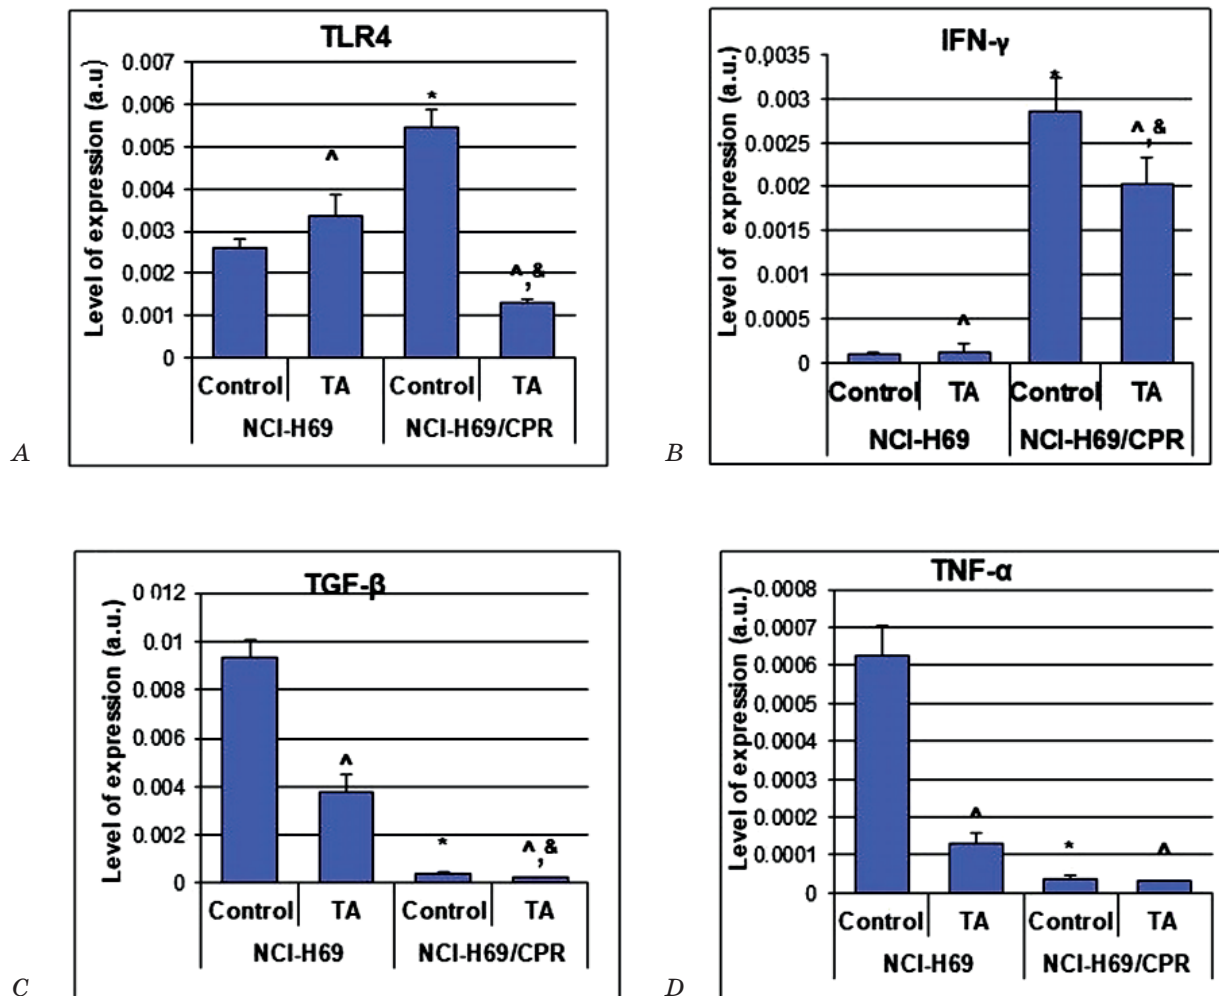 TLR4
Level of expression (a.u)
0.007
0.006
0.005
0.004
0.003
0.002
0.001
0
*
^
^,&
Control TA Control TA
NCI-H69 NCI-H69/CPR
A
IFN-γ
Level of expression (a.u.)
0.0035
0.003
0.0025
0.002
0.0015
0.001
0.0005
0
*
^,&
^
Control TA Control TA
NCI-H69 NCI-H69/CPR
B
TGF-β
Level of expression (a.u.)
0.012
0.01
0.008
0.006
0.004
0.002
0
^
*
^,&
Control TA Control TA
NCI-H69 NCI-H69/CPR
C
TNF-α
Level of expression (a.u.)
0.0008
0.0007
0.0006
0.0005
0.0004
0.0003
0.0002
0.0001
0
^
*
^
Control TA Control TA
NCI-H69 NCI-H69/CPR
D